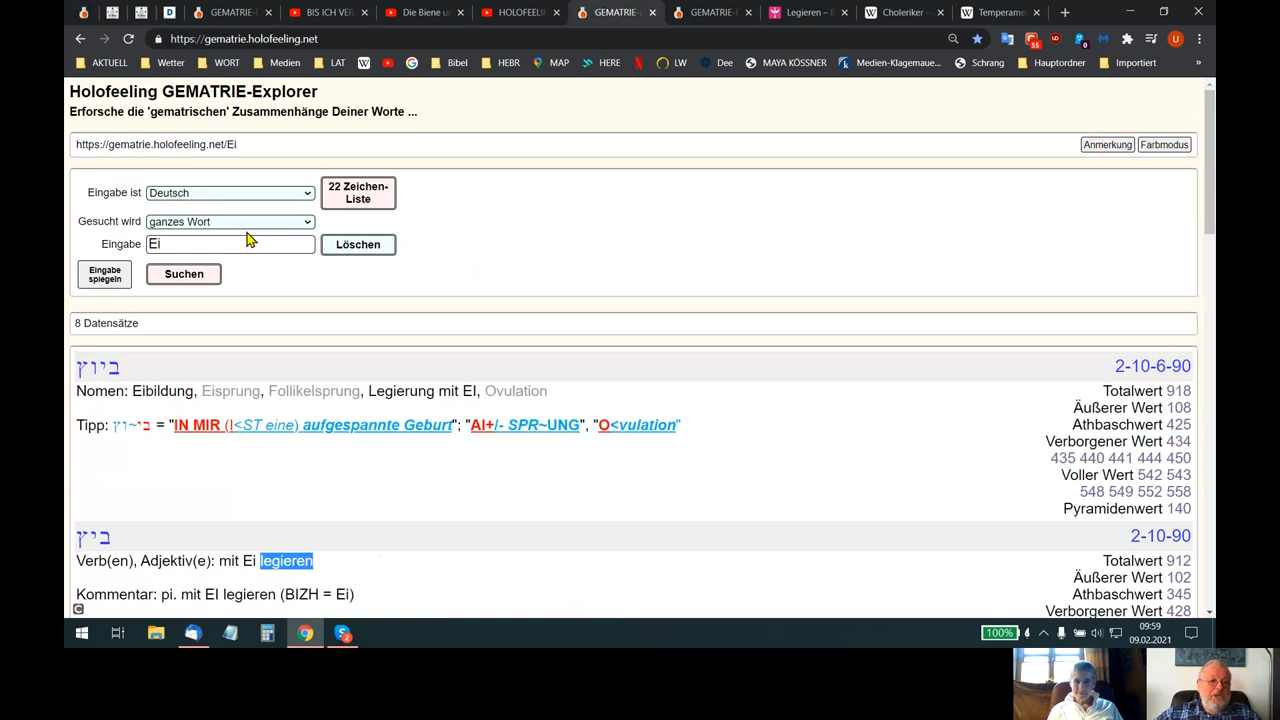 GEMATRIE-
BIS ICH VER
Die Biene u
HOLOFEELIN
GEMATRIE-
GEMATRIE-
Legieren –
Choleriker –
Temperame
https://gematrie.holofeeling.net
55
0
U
AKTUELL
Wetter
WORT
Medien
LAT
YouTube
Bibel
HEBR
MAP
HERE
LW
Dee
MAYA KÖSSNER
Medien-Klagemaue...
Schrang
Hauptordner
Importiert
»
Holofeeling GEMATRIE-Explorer
Erforsche die 'gematrischen' Zusammenhänge Deiner Worte ...
https://gematrie.holofeeling.net/Ei
Anmerkung
Farbmodus
Eingabe ist Deutsch
22 Zeichen-
Liste
Gesucht wird ganzes Wort
Eingabe Ei Löschen
Eingabe
spiegeln
Suchen
8 Datensätze
ביוץ 2-10-6-90
Nomen: Eibildung, Eisprung, Follikelsprung, Legierung mit EI, Ovulation
Totalwert 918
Äußerer Wert 108
Tipp: בי~וץ = "IN MIR (I<ST eine) aufgespannte Geburt"; "AI+/- SPR~UNG", "O<vulation"
Athbaschwert 425
Verborgener Wert 434
435 440 441 444 450
Voller Wert 542 543
548 549 552 558
Pyramidenwert 140
ביץ 2-10-90
Verb(en), Adjektiv(e): mit Ei legieren
Totalwert 912
Äußerer Wert 102
Kommentar: pi. mit EI legieren (BIZH = Ei)
Athbaschwert 345
Verborgener Wert 428
100%
09:59
09.02.2021